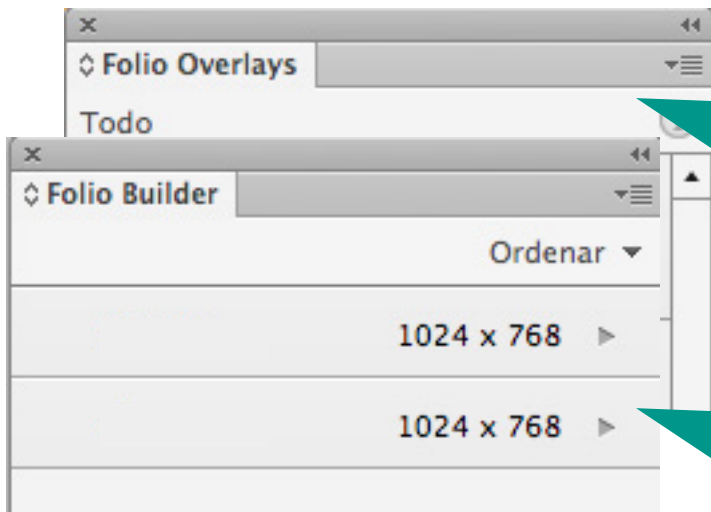 Folio Overlays
Todo
Folio Builder
Ordenar
1024 x 768
1024 x 768